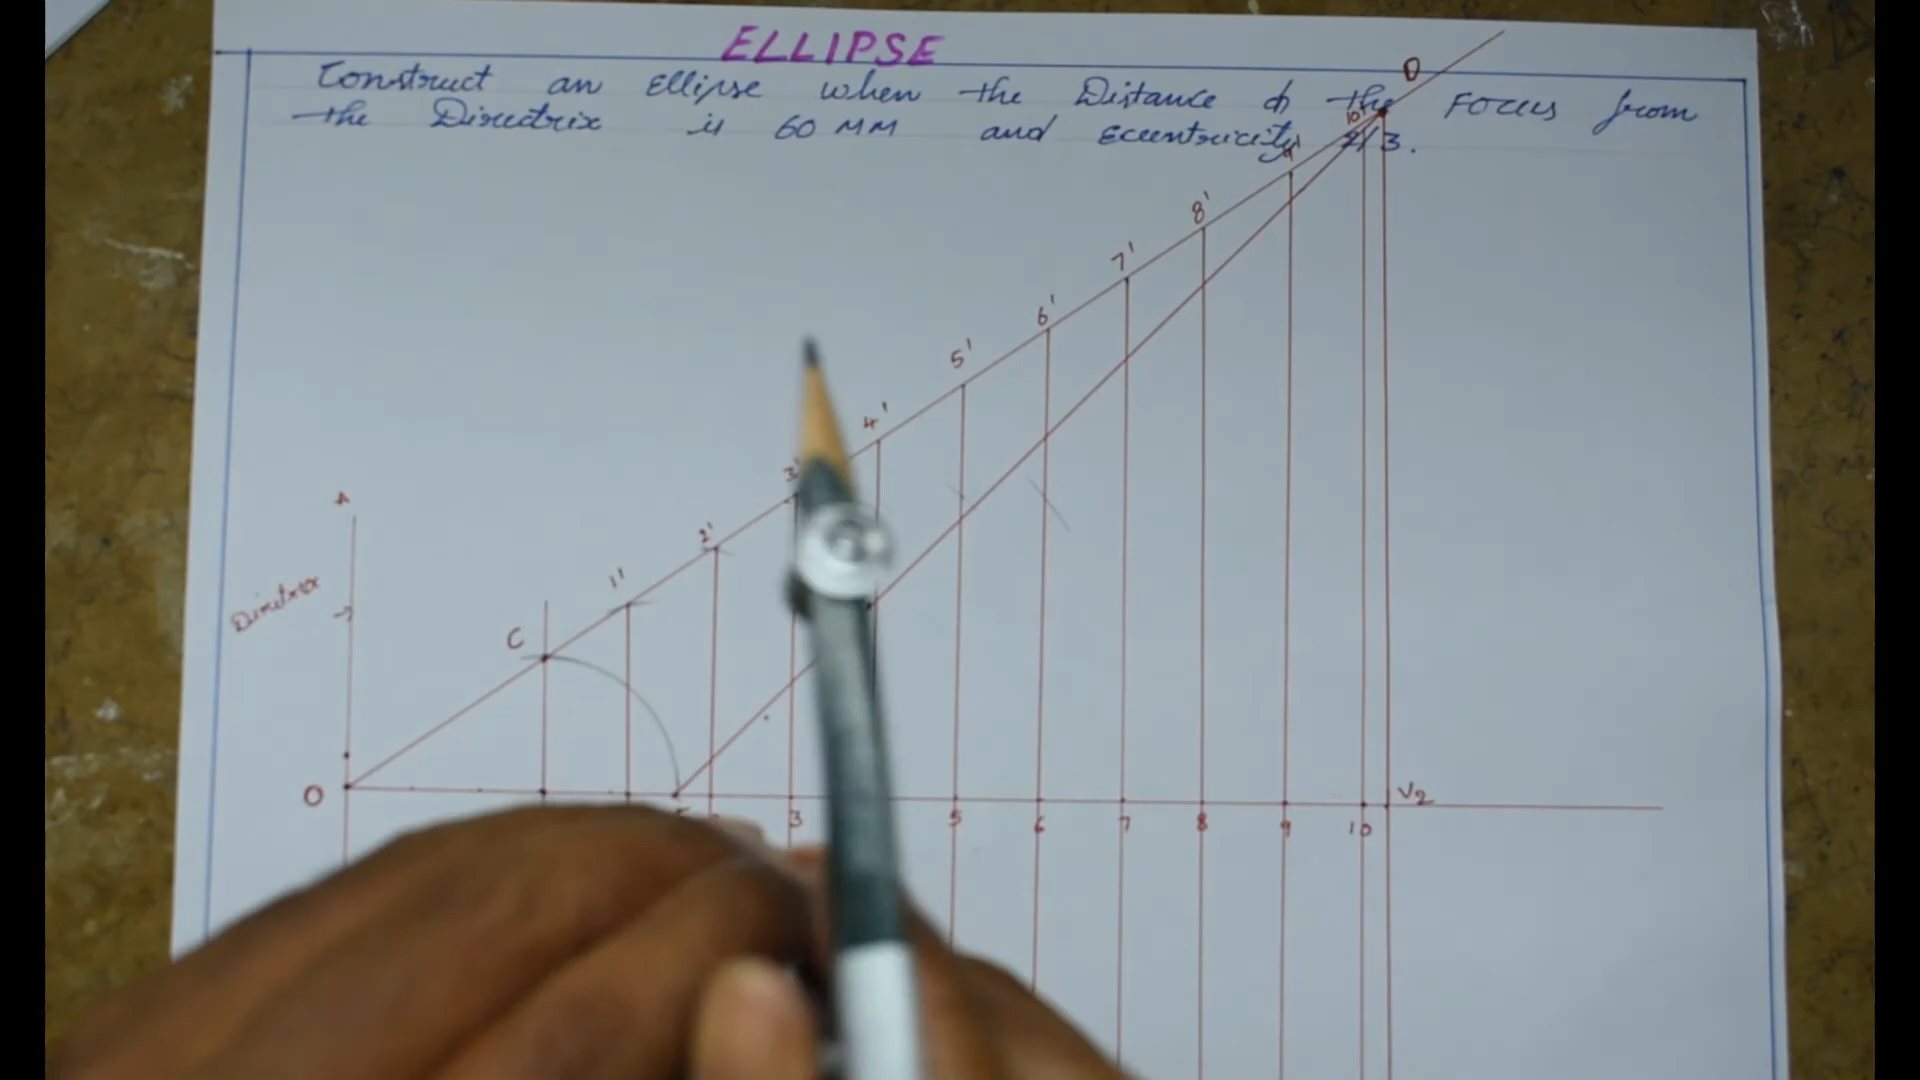 ELLIPSE
Construct an Ellipse when the Distance of the Focus from
the Directrix is 60 MM and eccentricity 2/3.
D
10'
9'
8'
7'
6'
5'
4'
3'
2'
1'
A
Directrix
C
O
V2
3 5 6 7 8 9 10